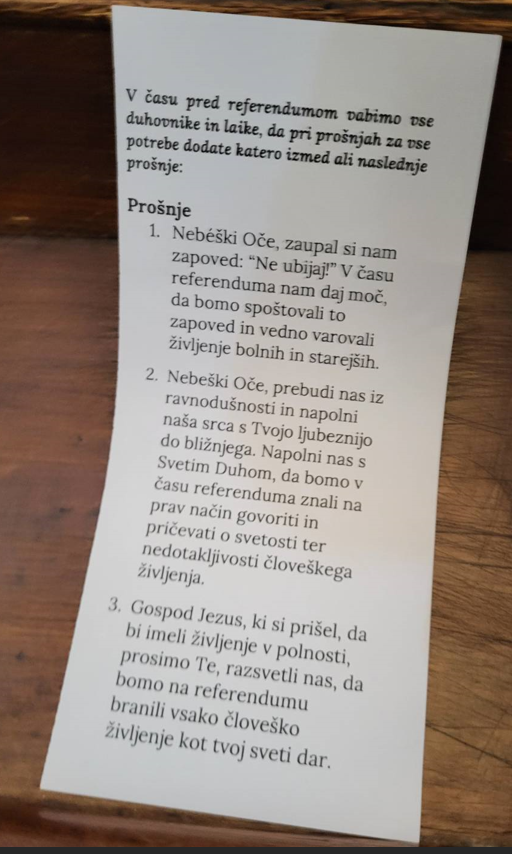 V času pred referendumom vabimo vse
duhovnike in laike, da pri prošnjah za vse
potrebe dodate katero izmed ali naslednje
prošnje:
Prošnje
1. Nebéški Oče, zaupal si nam
zapoved: “Ne ubijaj!” V času
referenduma nam daj moč,
da bomo spoštovali to
zapoved in vedno varovali
življenje bolnih in starejših.
2. Nebeški Oče, prebudi nas iz
ravnodušnosti in napolni
naša srca s Tvojo ljubeznijo
do bližnjega. Napolni nas s
Svetim Duhom, da bomo v
času referenduma znali na
prav način govoriti in
pričevati o svetosti ter
nedotakljivosti človeškega
življenja.
3. Gospod Jezus, ki si prišel, da
bi imeli življenje v polnosti,
prosimo Te, razsvetli nas, da
bomo na referendumu
branili vsako človeško
življenje kot tvoj sveti dar.